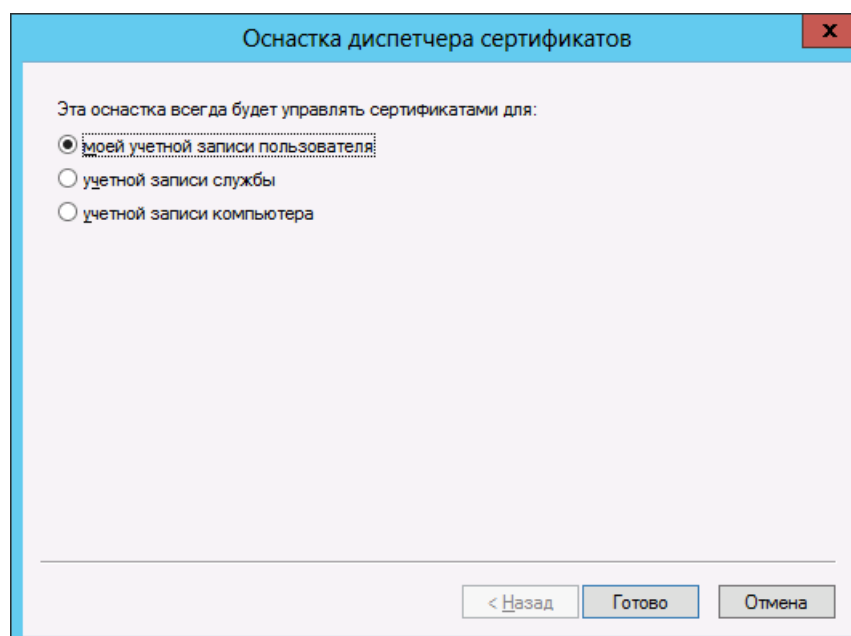 Оснастка диспетчера сертификатов
x
Эта оснастка всегда будет управлять сертификатами для:
моей учетной записи пользователя
учетной записи службы
учетной записи компьютера
< Назад Готово Отмена